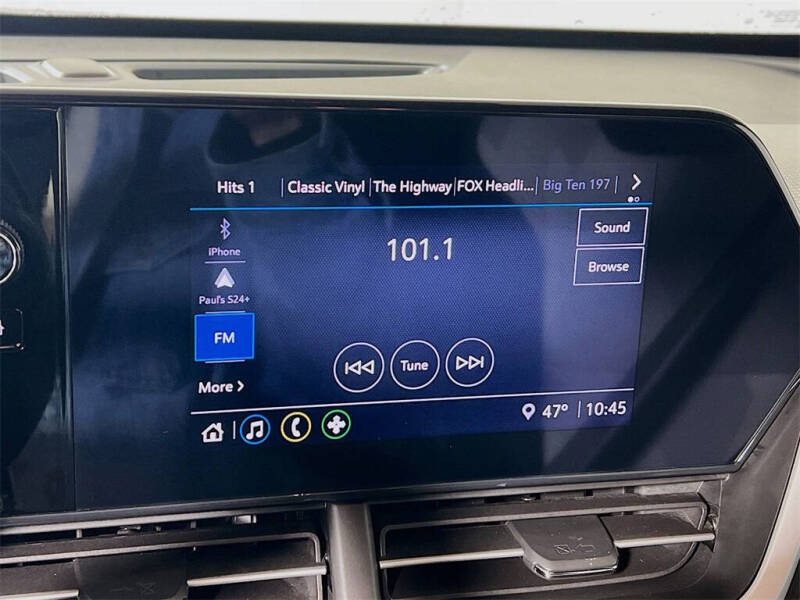 Hits 1 Classic Vinyl The Highway FOX Headli... Big Ten 197
iPhone
Paul's S24+
FM
More
101.1
Sound
Browse
Tune
47° 10:45